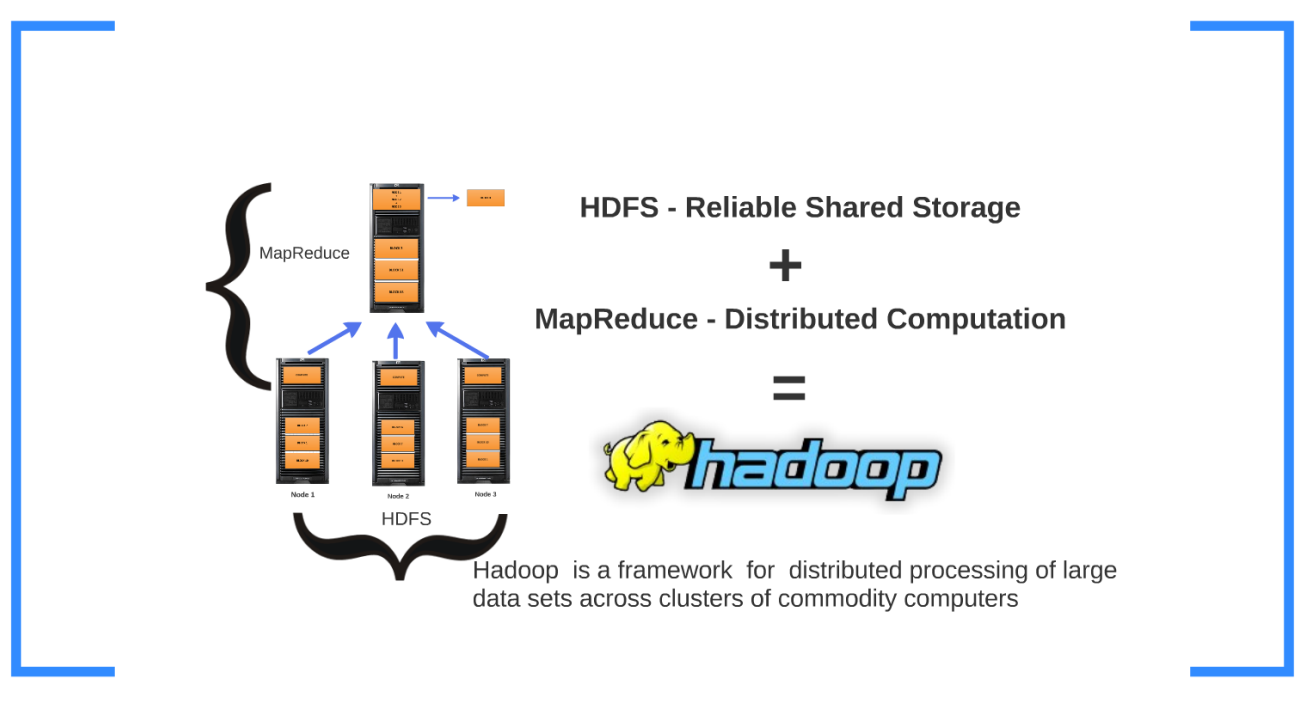 HDFS - Reliable Shared Storage
+
MapReduce
MapReduce - Distributed Computation
=
hadoop
Node 1
Node 2
Node 3
HDFS
Hadoop is a framework for distributed processing of large
data sets across clusters of commodity computers